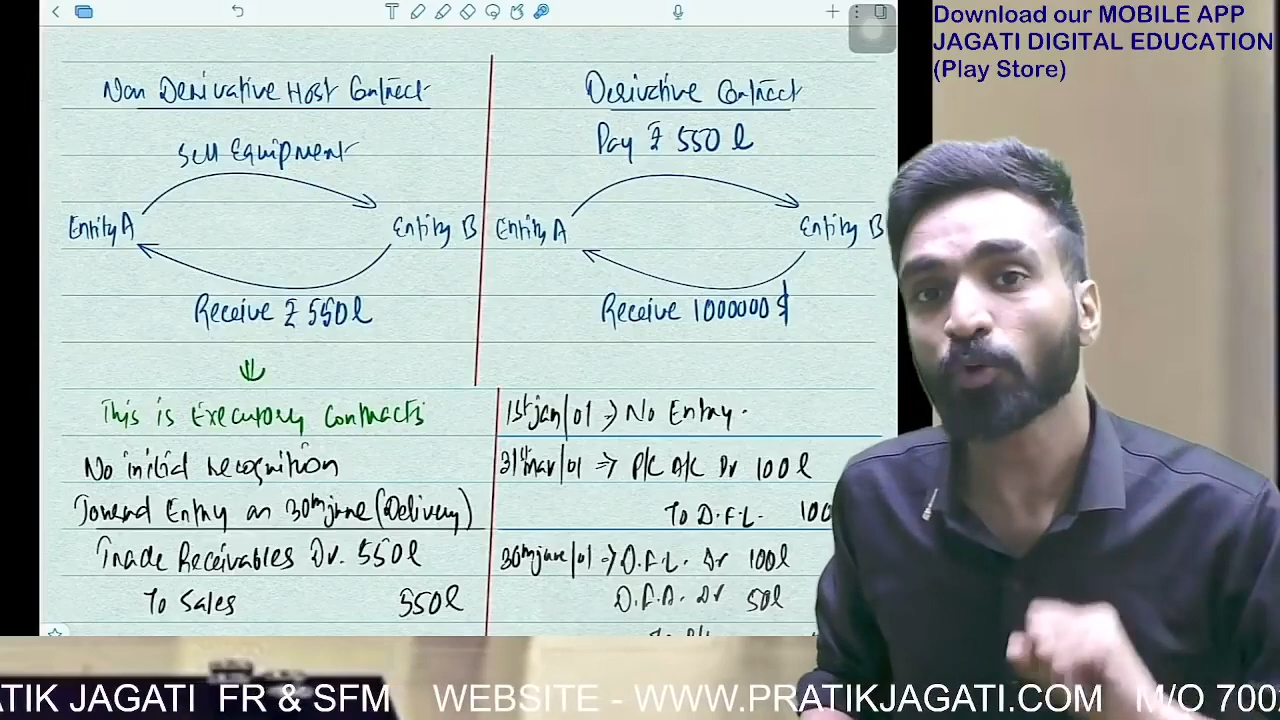 Download our MOBILE APP
JAGATI DIGITAL EDUCATION
(Play Store)
Non Derivative Host Contract
Sell Equipment
Entity A
Entity B
Receive ₹ 550 l
This is Executory Contracts
No initial recognition
Entry on 30th june (Delivery)
Trade Receivables Dr. 550 l
To Sales 550 l
Derivative Contract
Pay ₹ 550 l
Entity A
Entity B
Receive 1000000 $
1st jan/01 => No Entry.
31st mar/01 => P/L A/c Dr 100 l
To D.F.L. 100
30th june/01 => D.F.L. Dr 100 l
D.F.A. Dr 50 l
ATIK JAGATI FR & SFM WEBSITE - WWW.PRATIKJAGATI.COM M/O 700